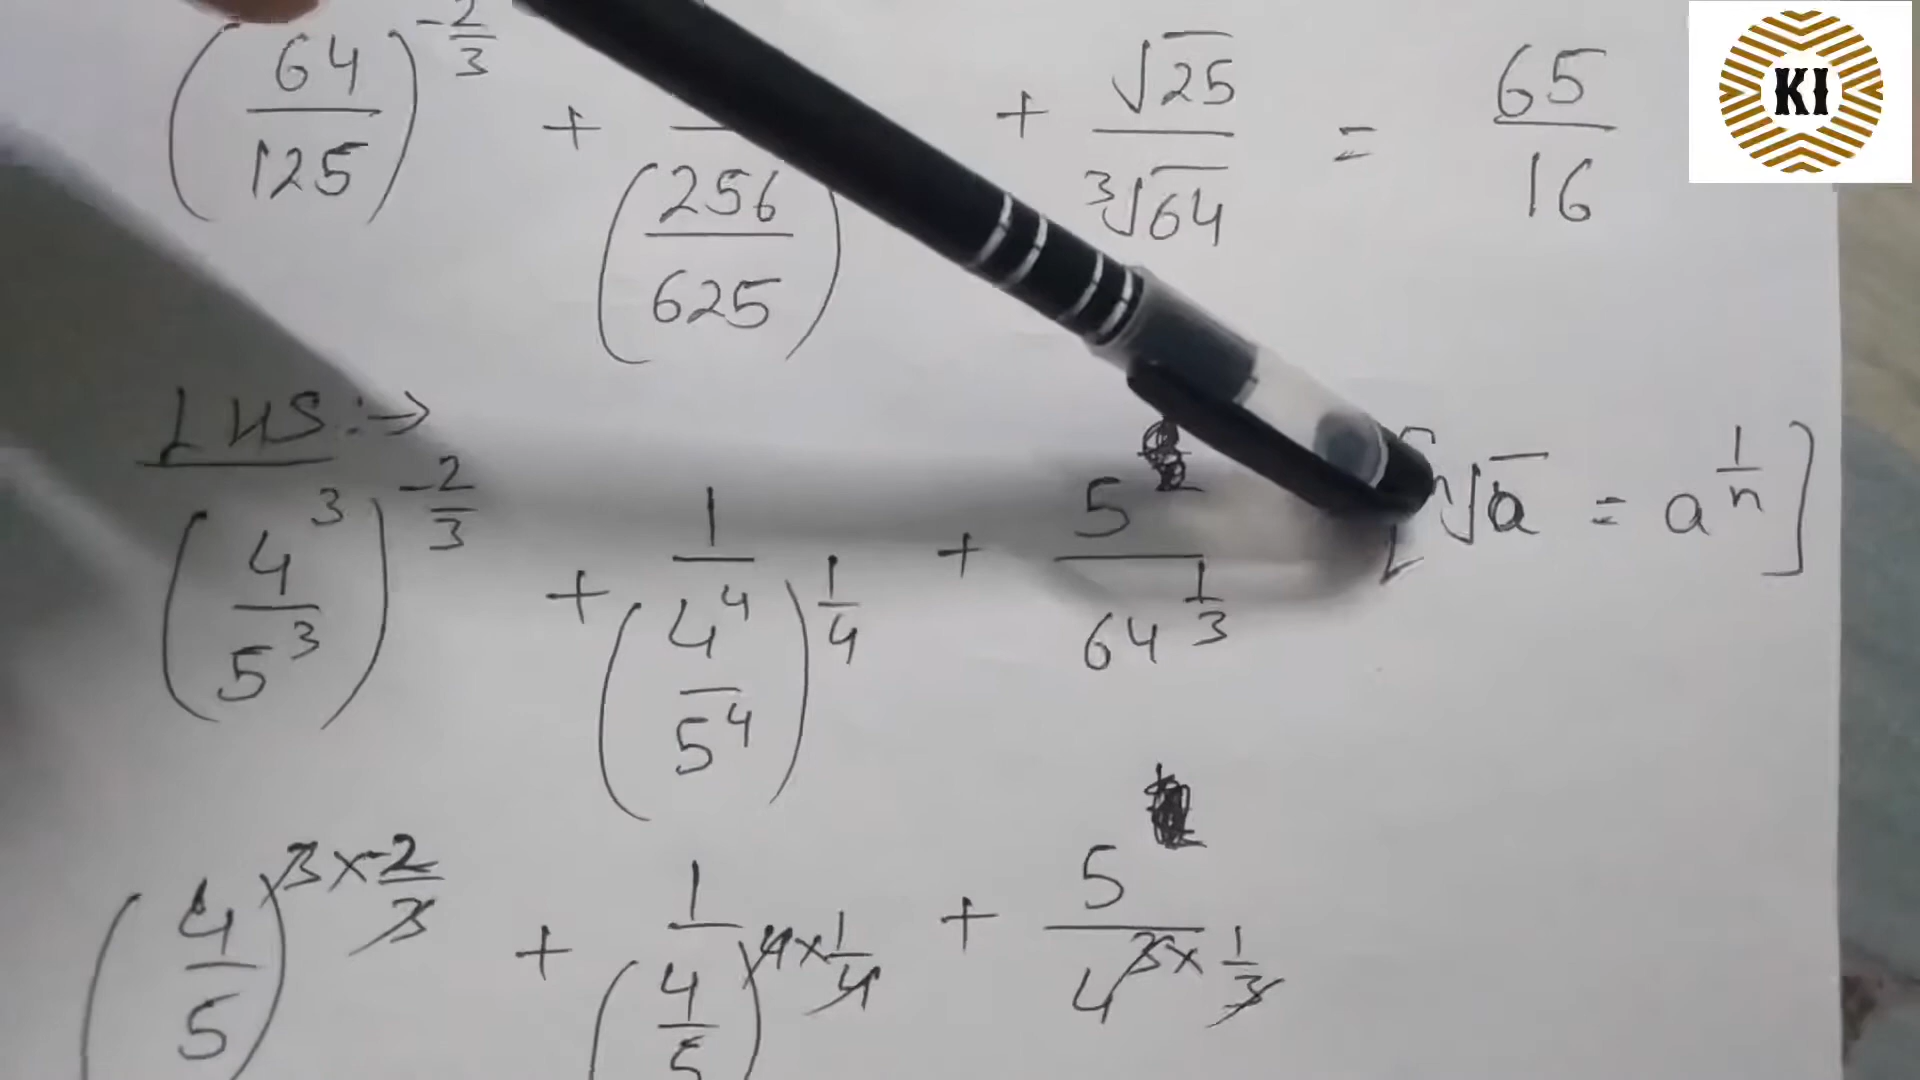 (64/125)^-2/3 + /(256/625) + √25/³√64 = 65/16
KI
LHS :→
(4³/5³)^-2/3 + 1/(4⁴/5⁴)^1/4 + 5/64^1/3 [ⁿ√a = a^1/n]
(4/5)^3×-2/3 + 1/(4/5)^4×1/4 + 5/4^3×1/3